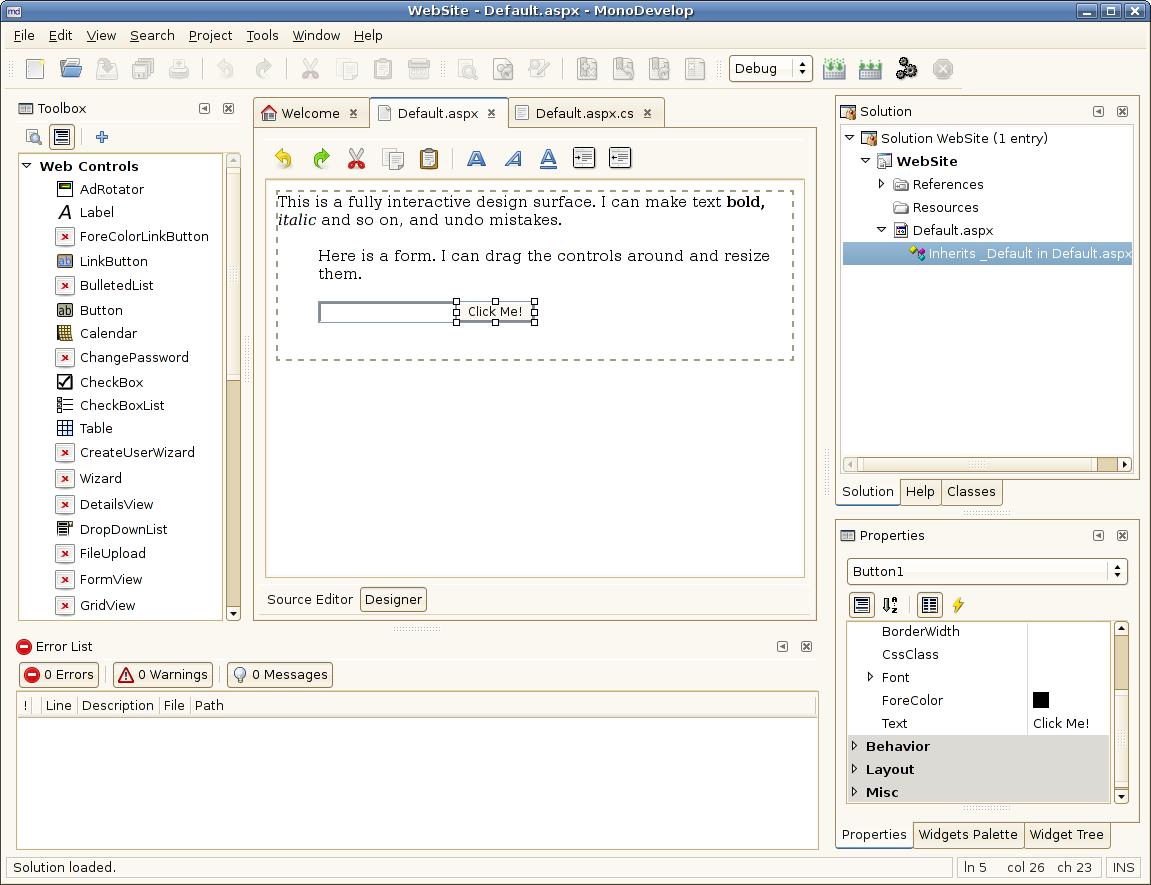 md WebSite - Default.aspx - MonoDevelop
File Edit View Search Project Tools Window Help
Debug
Toolbox
Web Controls
AdRotator
A Label
ForeColorLinkButton
ab LinkButton
BulletedList
ab Button
Calendar
ChangePassword
CheckBox
CheckBoxList
Table
CreateUserWizard
Wizard
DetailsView
DropDownList
FileUpload
FormView
GridView
Welcome Default.aspx Default.aspx.cs
A A A
This is a fully interactive design surface. I can make text bold,
italic and so on, and undo mistakes.
Here is a form. I can drag the controls around and resize
them.
Click Me!
Source Editor Designer
Solution
Solution WebSite (1 entry)
WebSite
References
Resources
Default.aspx
Inherits _Default in Default.aspx
Solution Help Classes
Properties
Button1
BorderWidth
CssClass
Font
ForeColor
Text Click Me!
Behavior
Layout
Misc
Properties Widgets Palette Widget Tree
Error List
0 Errors 0 Warnings 0 Messages
! Line Description File Path
Solution loaded.
ln 5 col 26 ch 23 INS